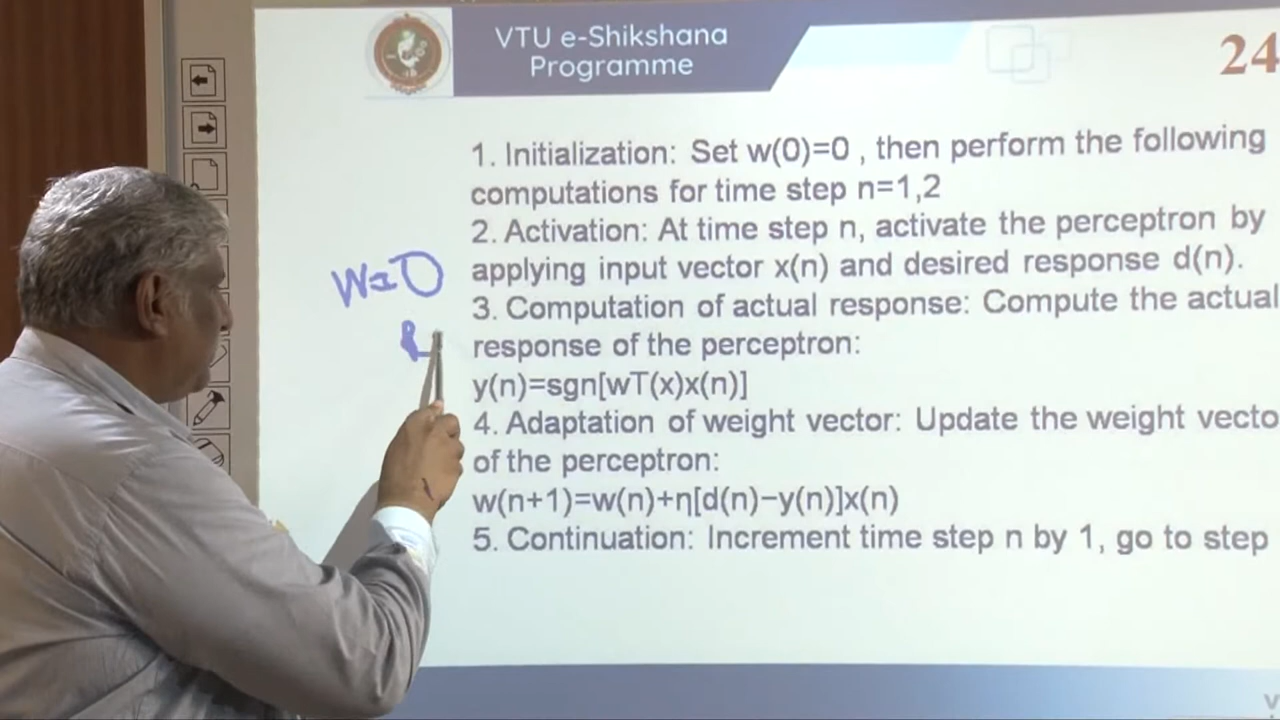 VTU e-Shikshana
Programme
24
1. Initialization: Set w(0)=0 , then perform the following
computations for time step n=1,2
2. Activation: At time step n, activate the perceptron by
applying input vector x(n) and desired response d(n).
3. Computation of actual response: Compute the actual
response of the perceptron:
y(n)=sgn[wT(x)x(n)]
4. Adaptation of weight vector: Update the weight vecto
of the perceptron:
w(n+1)=w(n)+η[d(n)−y(n)]x(n)
5. Continuation: Increment time step n by 1, go to step
W=0
&